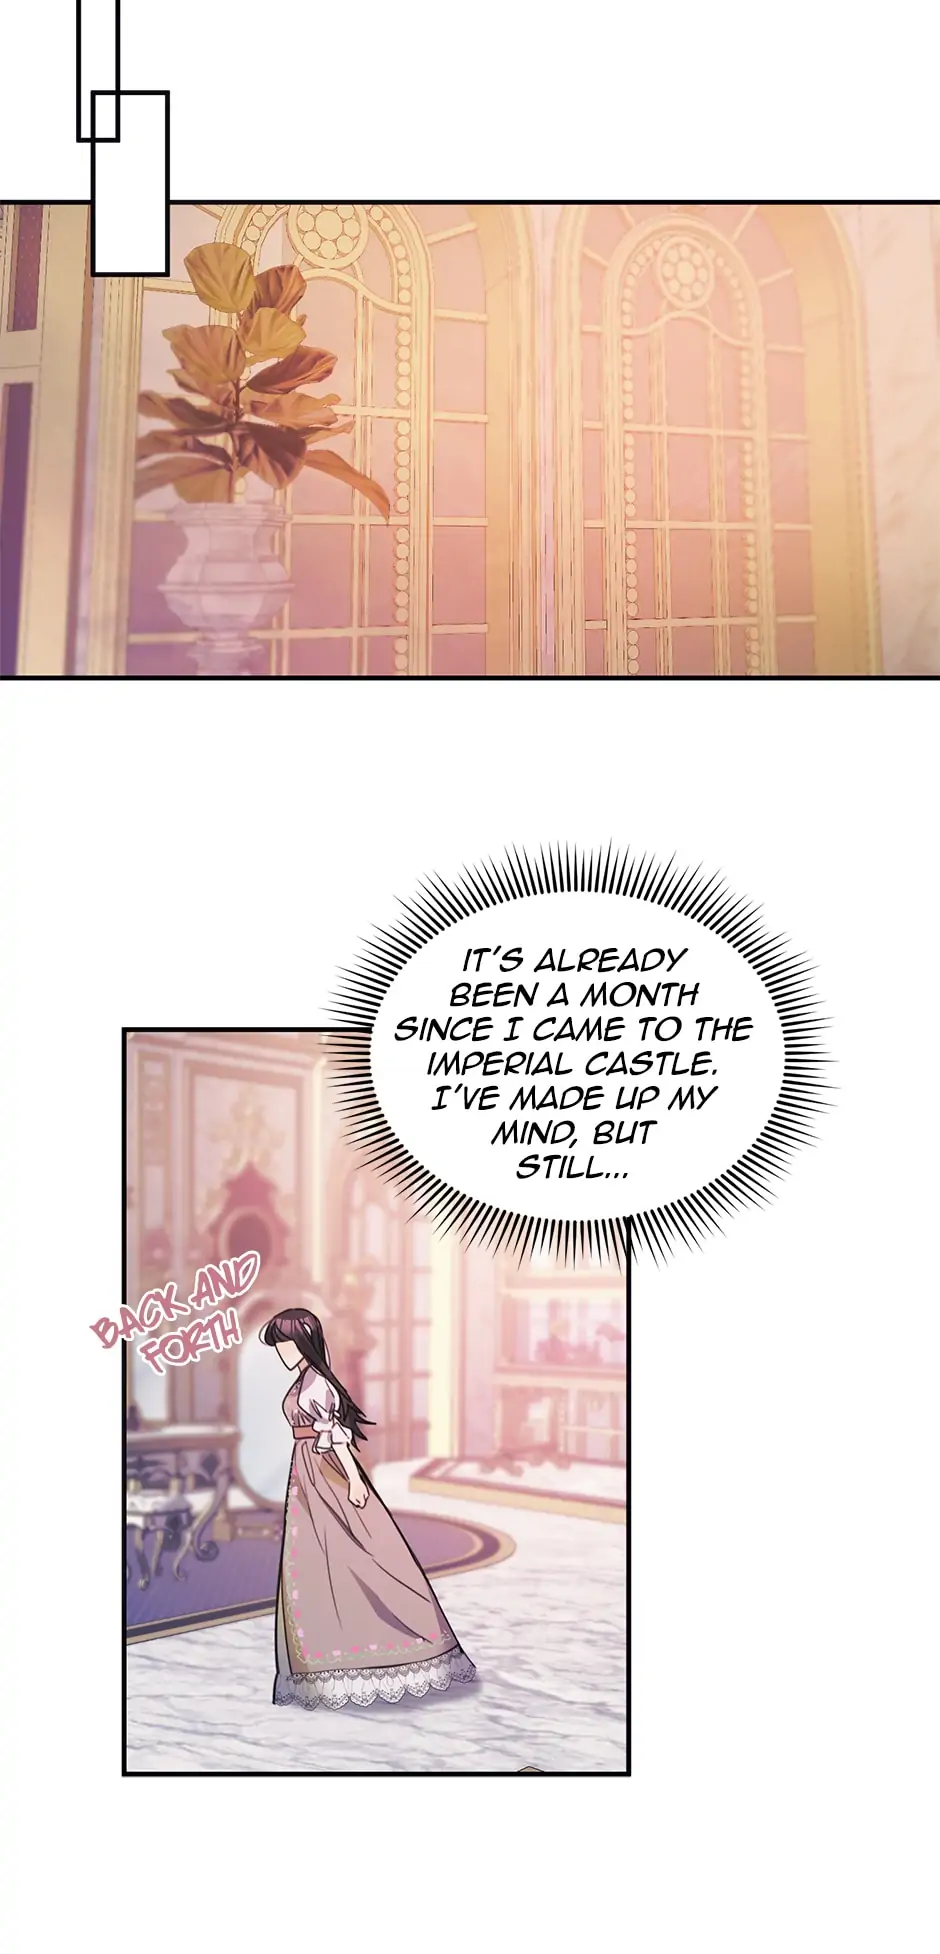 IT'S ALREADY
BEEN A MONTH
SINCE I CAME TO THE
IMPERIAL CASTLE.
I'VE MADE UP MY
MIND, BUT
STILL...
BACK AND
FORTH